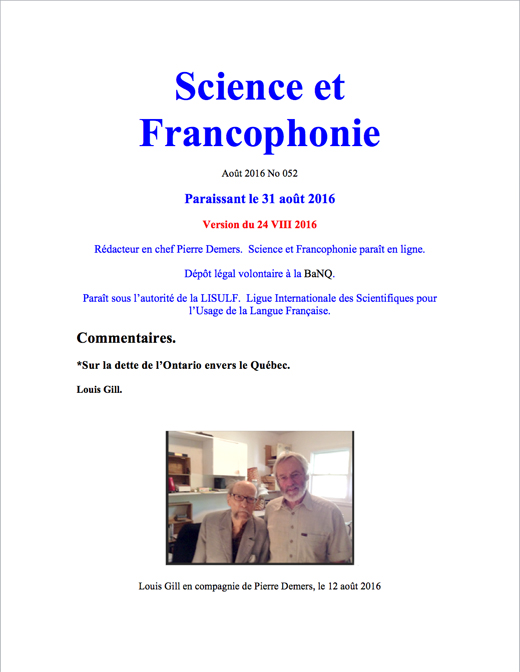 Science et
Francophonie
Août 2016 No 052
Paraissant le 31 août 2016
Version du 24 VIII 2016
Rédacteur en chef Pierre Demers.  Science et Francophonie paraît en ligne.
Dépôt légal volontaire à la BaNQ.
Paraît sous l’autorité de la LISULF.  Ligue Internationale des Scientifiques pour
l’Usage de la Langue Française.
Commentaires.
*Sur la dette de l’Ontario envers le Québec.
Louis Gill.
Louis Gill en compagnie de Pierre Demers, le 12 août 2016